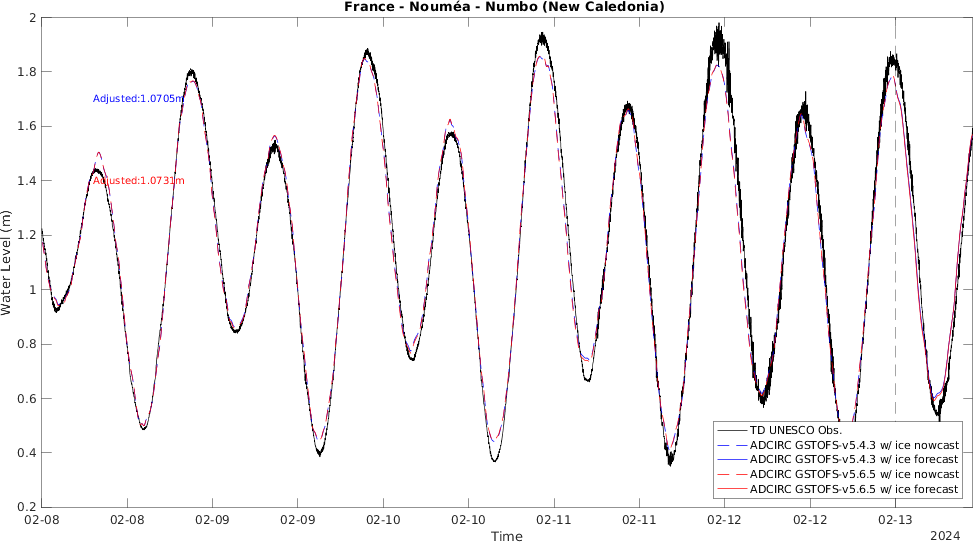 France - Nouméa - Numbo (New Caledonia)
2
1.8
1.6
1.4
1.2
1
0.8
0.6
0.4
0.2
Water Level (m)
Adjusted:1.0705m
Adjusted:1.0731m
TD UNESCO Obs.
ADCIRC GSTOFS-v5.4.3 w/ ice nowcast
ADCIRC GSTOFS-v5.4.3 w/ ice forecast
ADCIRC GSTOFS-v5.6.5 w/ ice nowcast
ADCIRC GSTOFS-v5.6.5 w/ ice forecast
02-08 02-08 02-09 02-09 02-10 02-10 02-11 02-11 02-12 02-12 02-13
Time
2024